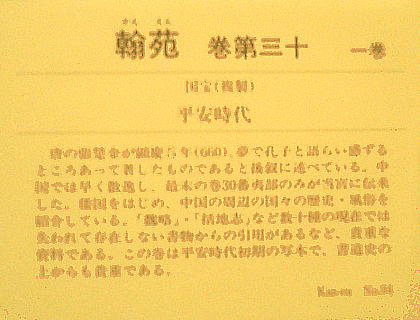 かん えん
翰苑 巻第三十 一巻
国宝(複製)
平安時代
唐の張楚金が顕慶5年(660)、夢で孔子と語らい感ずる
ところあって著したものであると後叙に述べている。中
国では早く散逸し、最末の巻30蕃夷部のみが当宮に伝来
した。倭国をはじめ、中国の周辺の国々の歴史・風俗を
紹介している。「魏略」・「括地志」など数十種の現在では
失われて存在しない書物からの引用があるなど、貴重な
資料である。この巻は平安時代初期の写本で、書道史の
上からも貴重である。
Kan-en No.94